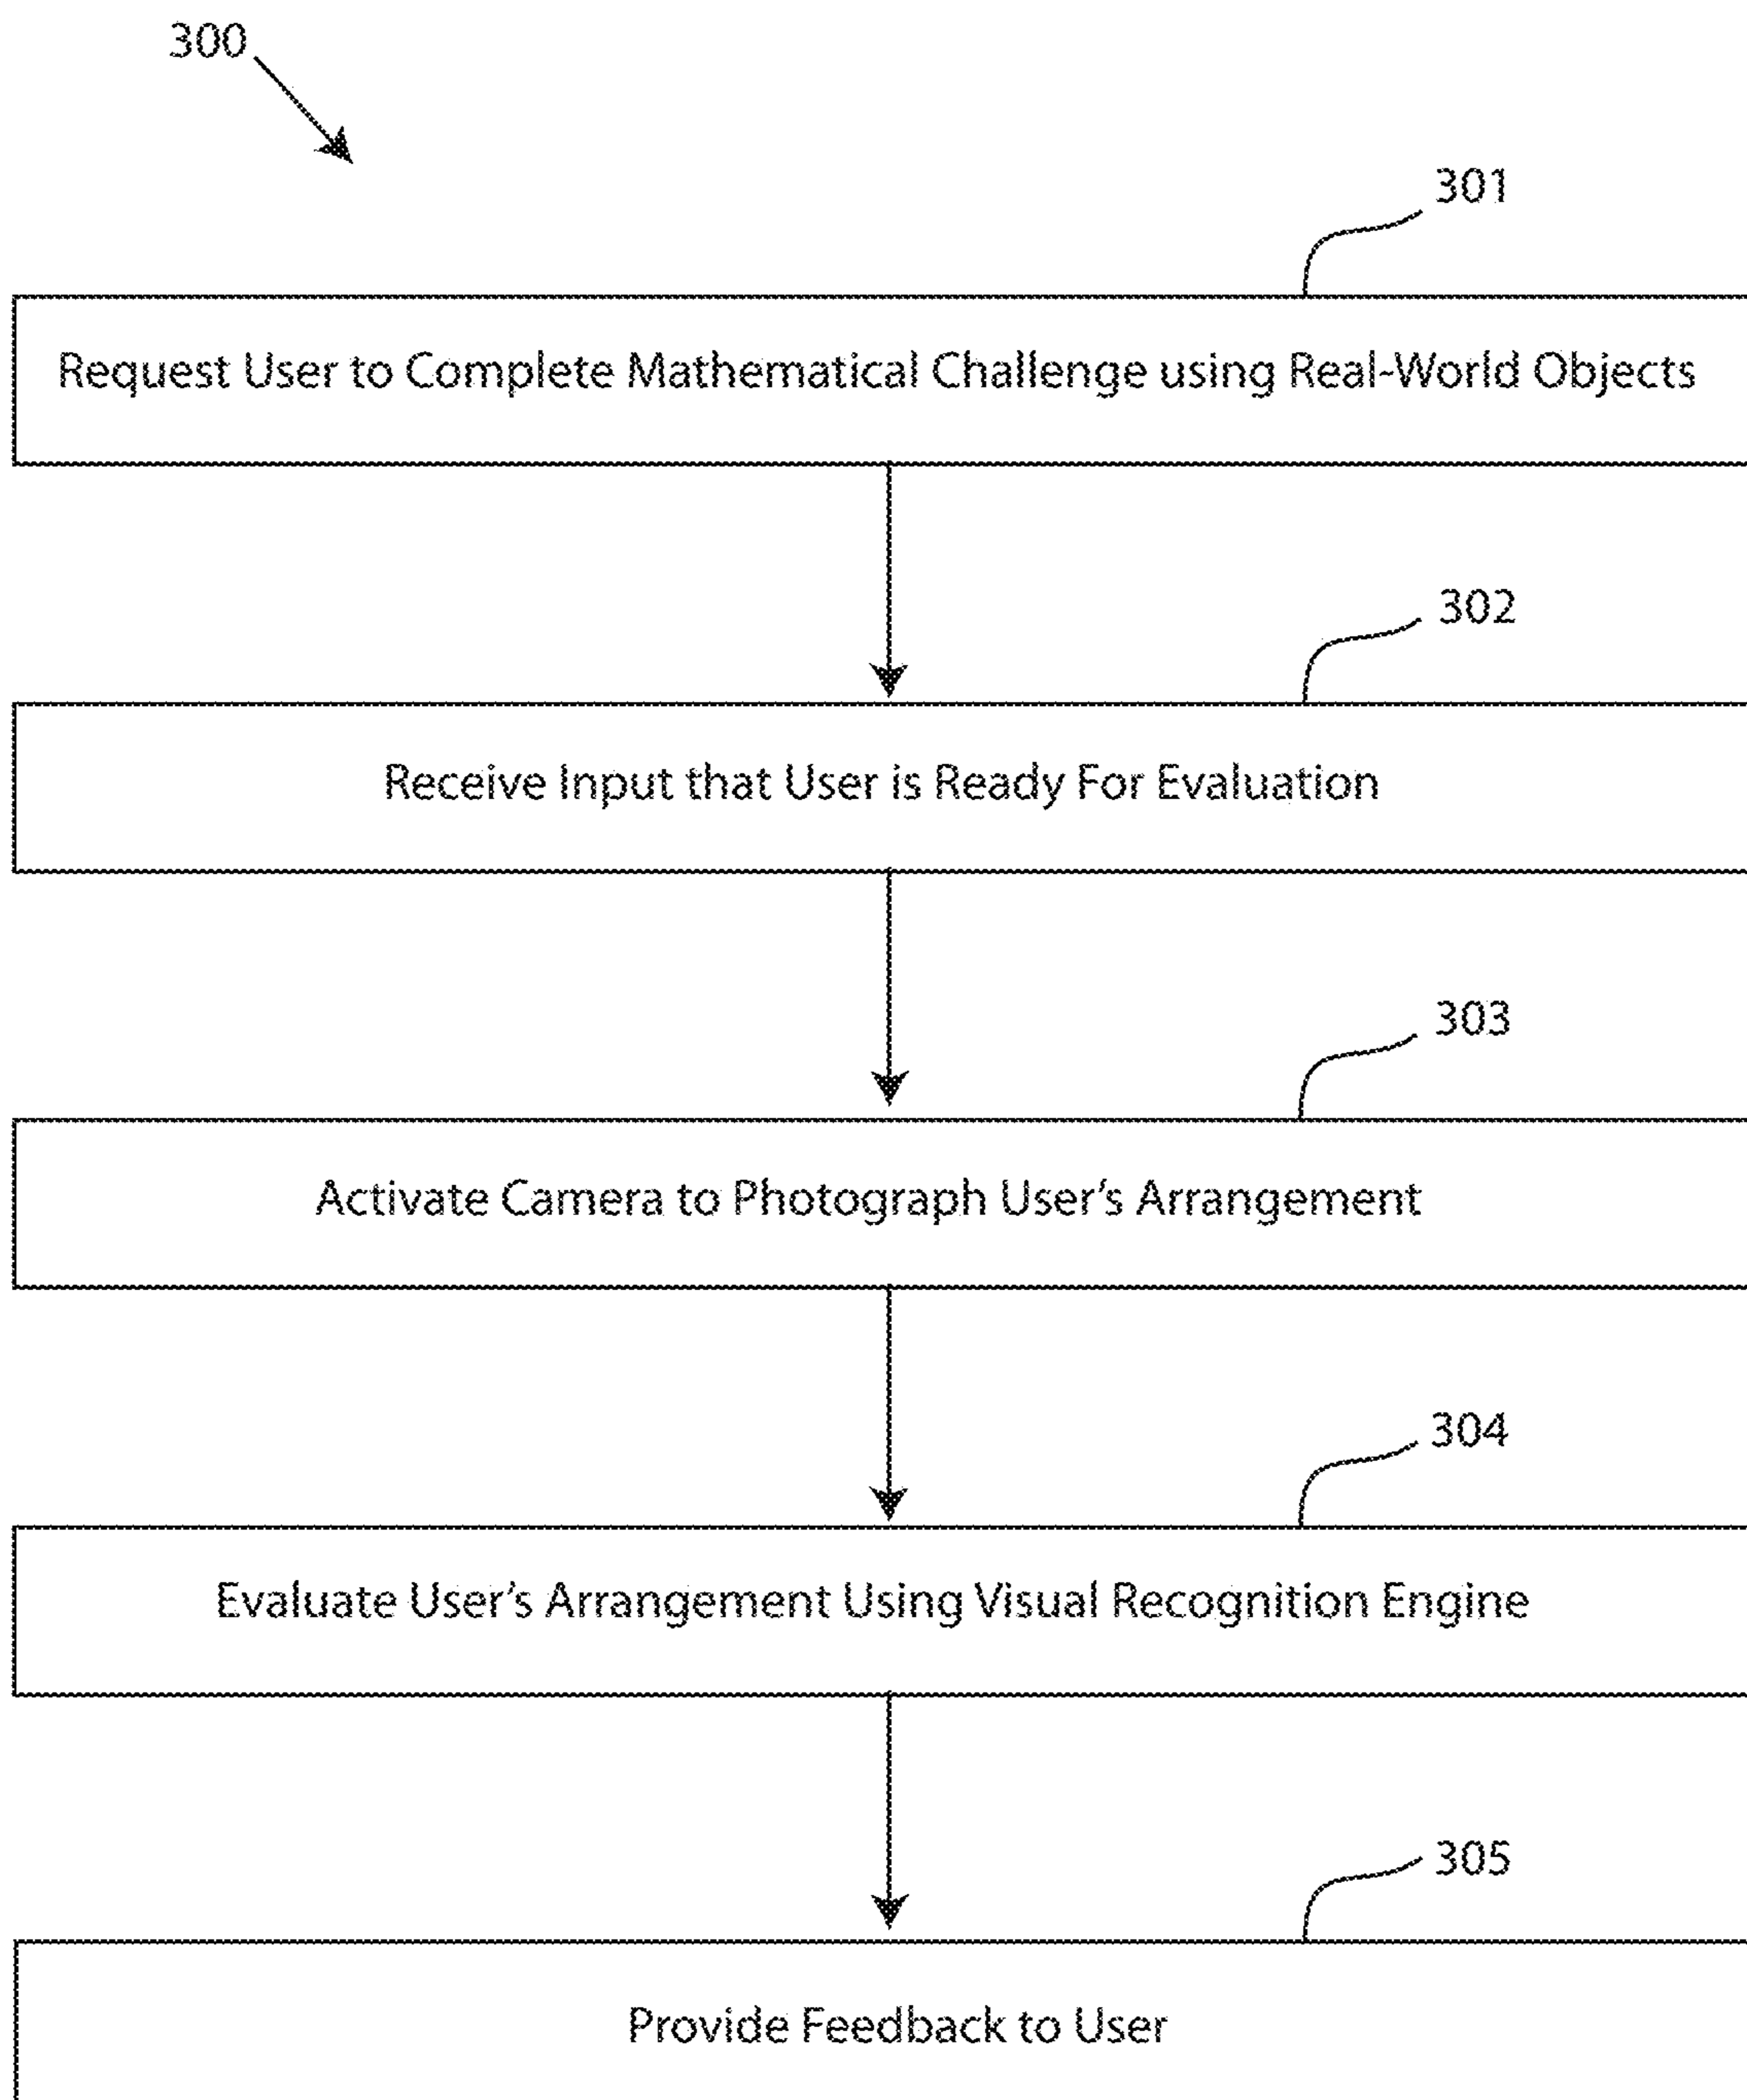 300
301
Request User to Complete Mathematical Challenge using Real-World Objects
302
Receive Input that User is Ready For Evaluation
303
Activate Camera to Photograph User's Arrangement
304
Evaluate User's Arrangement Using Visual Recognition Engine
305
Provide Feedback to User